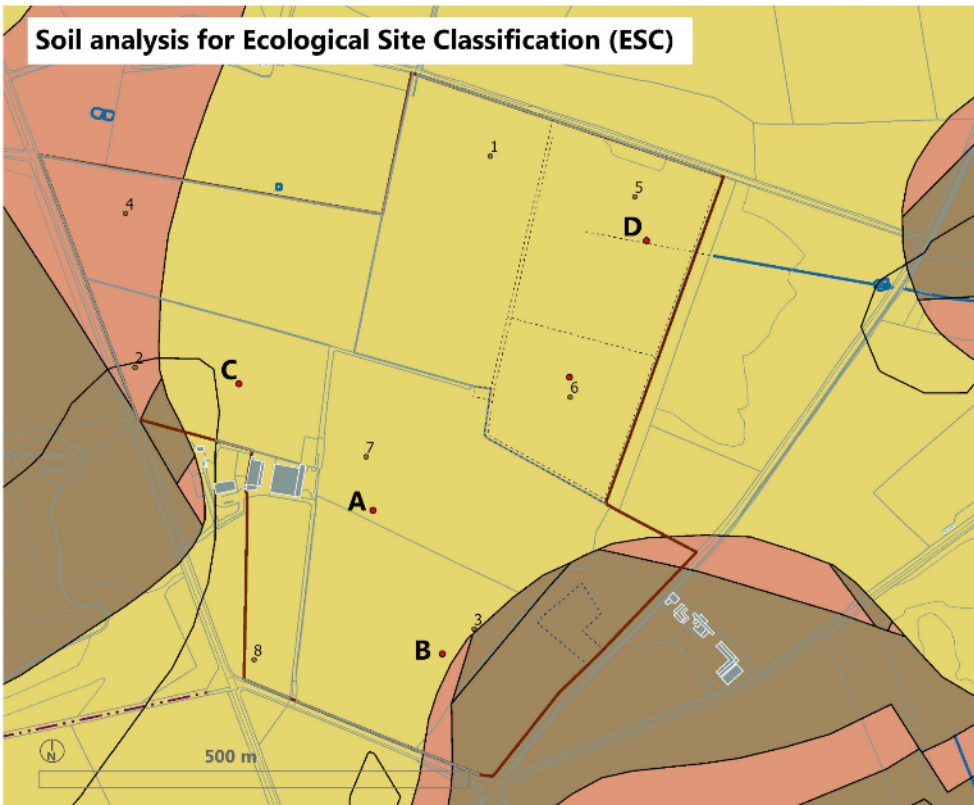 Soil analysis for Ecological Site Classification (ESC)
1
5
4
D
2
C
6
7
A
3
B
8
N
500 m